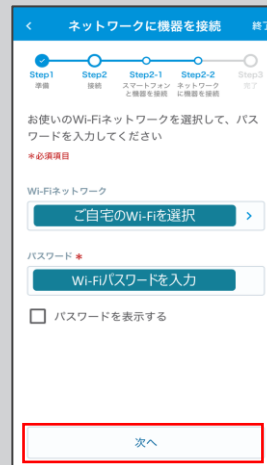 ネットワークに機器を接続 終了
Step1 Step2 Step2-1 Step2-2 Step3
準備 接続 スマートフォンと機器を接続 ネットワークに機器を接続 完了
お使いのWi-Fiネットワークを選択して、パス
ワードを入力してください
*必須項目
Wi-Fiネットワーク
ご自宅のWi-Fiを選択
パスワード *
Wi-Fiパスワードを入力
パスワードを表示する
次へ